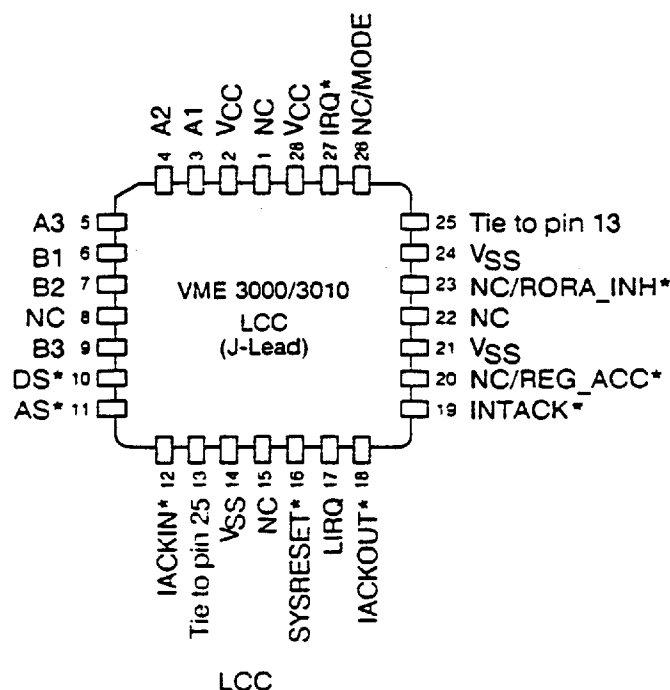 A2
A1
VCC
NC
VCC
IRQ*
NC/MODE
4
3
2
1
28
27
26
A3 5
B1 6
B2 7
NC 8
B3 9
DS* 10
AS* 11
VME 3000/3010
LCC
(J-Lead)
25 Tie to pin 13
24 VSS
23 NC/RORA_INH*
22 NC
21 VSS
20 NC/REG_ACC*
19 INTACK*
12
13
14
15
16
17
18
IACKIN*
Tie to pin 25
VSS
NC
SYSRESET*
LIRQ
IACKOUT*
LCC